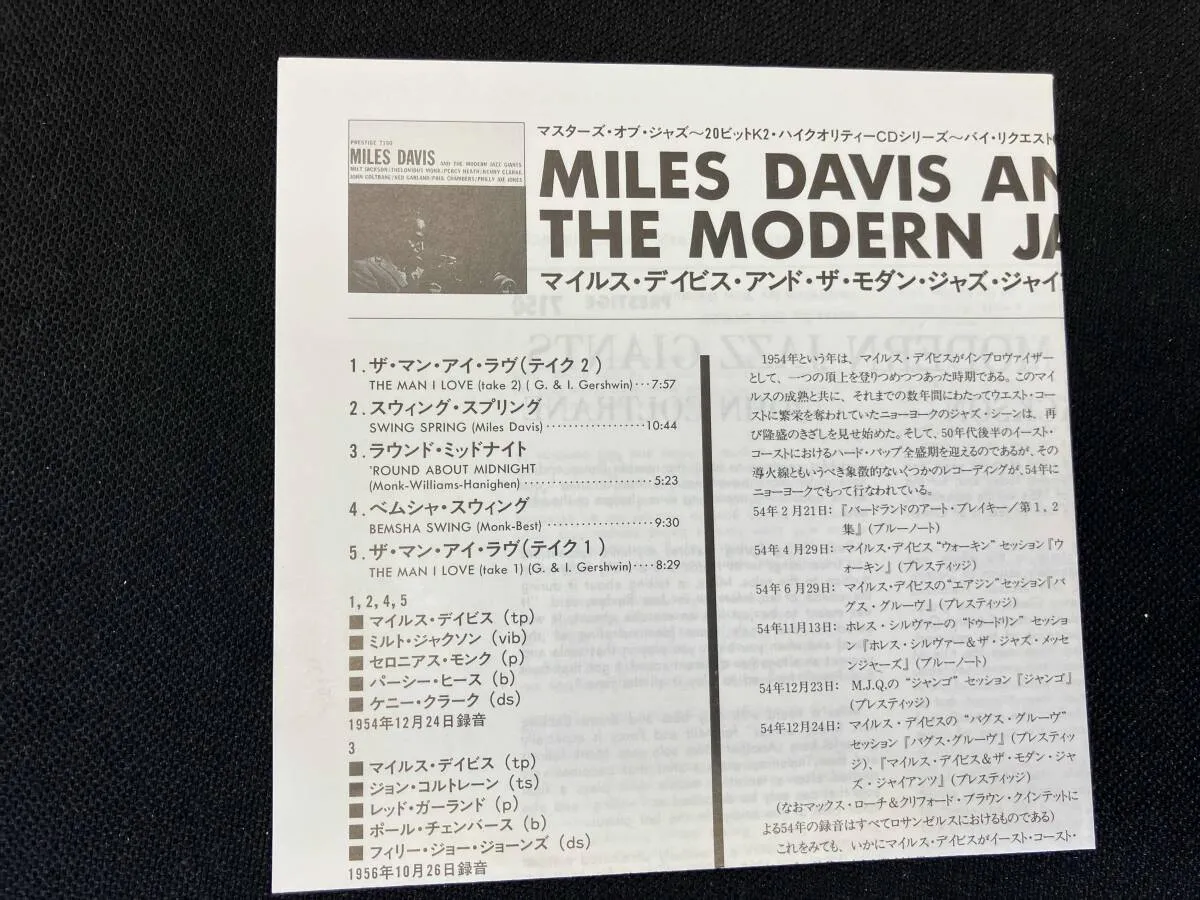 PRESTIGE 7150
MILES DAVIS AND THE MODERN JAZZ GIANTS
MILT JACKSON/THELONIOUS MONK/PERCY HEATH/KENNY CLARKE
JOHN COLTRANE/RED GARLAND/PAUL CHAMBERS/PHILLY JOE JONES
マスターズ・オブ・ジャズ〜20ビットK2・ハイクオリティーCDシリーズ〜バイ・リクエスト
MILES DAVIS AN
THE MODERN JA
マイルス・デイビス・アンド・ザ・モダン・ジャズ・ジャイ
1.ザ・マン・アイ・ラヴ(テイク2)
THE MAN I LOVE (take 2) ( G. & I. Gershwin)…7:57
2.スウィング・スプリング
SWING SPRING (Miles Davis)………………10:44
3.ラウンド・ミッドナイト
'ROUND ABOUT MIDNIGHT
(Monk-Williams-Hanighen)……………………5:23
4.ベムシャ・スウィング
BEMSHA SWING (Monk-Best)………………9:30
5.ザ・マン・アイ・ラヴ(テイク1)
THE MAN I LOVE (take 1) (G. & I. Gershwin)…8:29
1,2,4,5
■マイルス・デイビス(tp)
■ミルト・ジャクソン(vib)
■セロニアス・モンク(p)
■パーシー・ヒース(b)
■ケニー・クラーク(ds)
1954年12月24日録音
3
■マイルス・デイビス(tp)
■ジョン・コルトレーン(ts)
■レッド・ガーランド(p)
■ポール・チェンバース(b)
■フィリー・ジョー・ジョーンズ(ds)
1956年10月26日録音
1954年という年は、マイルス・デイビスがインプロヴァイザー
として、一つの頂上を登りつめつつあった時期である。このマイ
ルスの成熟と共に、それまでの数年間にわたってウエスト・コー
ストに繁栄を奪われていたニューヨークのジャズ・シーンは、再
び隆盛のきざしを見せ始めた。そして、50年代後半のイースト・
コーストにおけるハード・バップ全盛期を迎えるのであるが、その
導火線ともいうべき象徴的ないくつかのレコーディングが、54年に
ニューヨークでもって行なわれている。
54年2月21日:『バードランドのアート・ブレイキー/第1,2
集』(ブルーノート)
54年4月29日:マイルス・デイビス“ウォーキン”セッション『ウ
ォーキン』(プレスティッジ)
54年6月29日:マイルス・デイビスの“エアジン”セッション『バ
グス・グルーヴ』(プレスティッジ)
54年11月13日:ホレス・シルヴァーの“ドゥードリン”セッショ
ン『ホレス・シルヴァー&ザ・ジャズ・メッセ
ンジャーズ』(ブルーノート)
54年12月23日:M.J.Q.の“ジャンゴ”セッション『ジャンゴ』
(プレスティッジ)
54年12月24日:マイルス・デイビスの“バグス・グルーヴ”
セッション『バグス・グルーヴ』(プレスティッ
ジ)、『マイルス・デイビス&ザ・モダン・ジャ
ズ・ジャイアンツ』(プレスティッジ)
(なおマックス・ローチ&クリフォード・ブラウン・クインテットに
よる54年の録音はすべてロサンゼルスにおけるものである)
これをみても、いかにマイルス・デイビスがイースト・コースト・